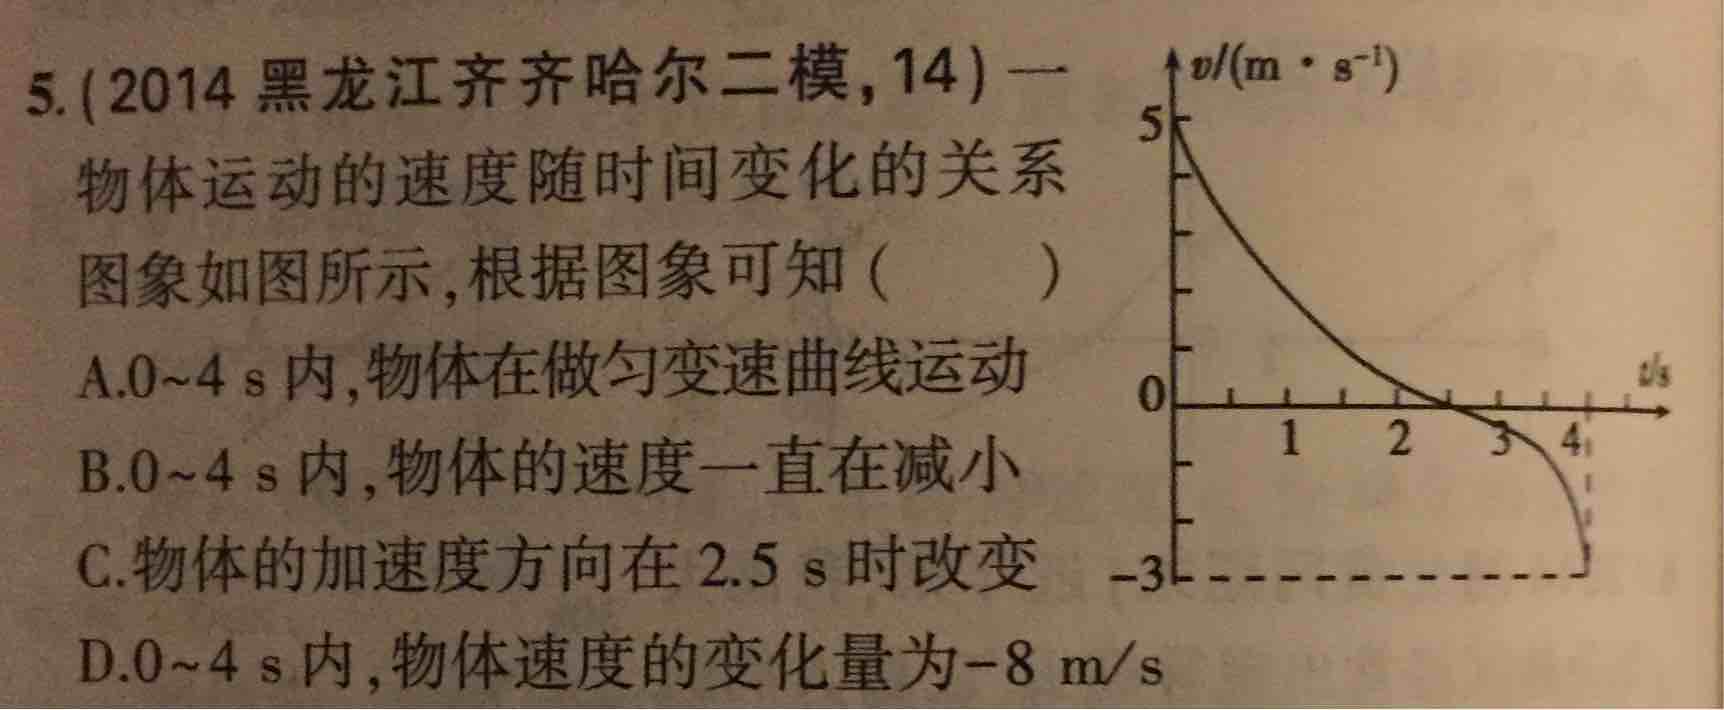 5.(2014 黑龙江齐齐哈尔二模,14)一
物体运动的速度随时间变化的关系
图象如图所示,根据图象可知(　　)
A.0~4 s 内,物体在做匀变速曲线运动
B.0~4 s 内,物体的速度一直在减小
C.物体的加速度方向在 2.5 s 时改变
D.0~4 s 内,物体速度的变化量为-8 m/s
v/(m·s⁻¹)
5
t/s
0
1 2 3 4
-3